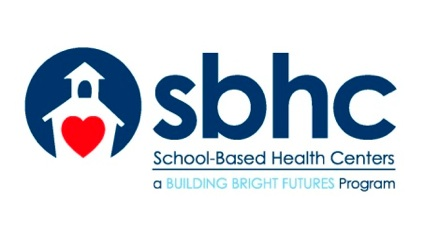 sbhc
School-Based Health Centers
a BUILDING BRIGHT FUTURES Program